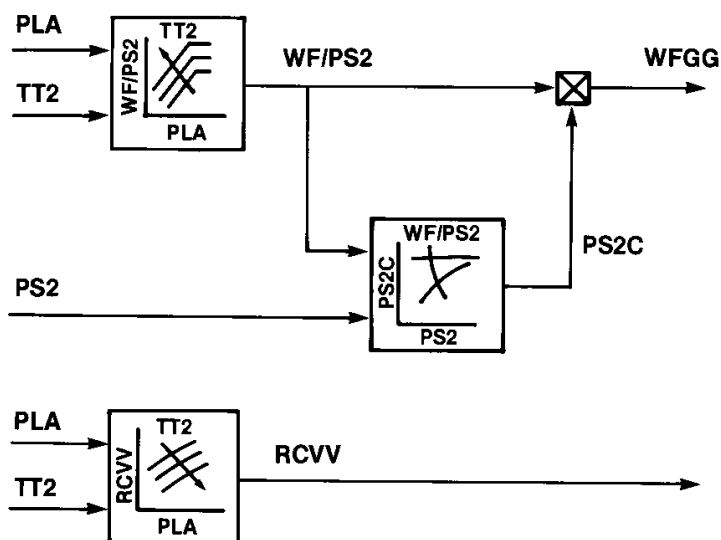 PLA
TT2
WF/PS2
TT2
PLA
WF/PS2
WFGG
WF/PS2
PS2C
PS2
PS2C
PS2
PLA
TT2
RCVV
TT2
PLA
RCVV